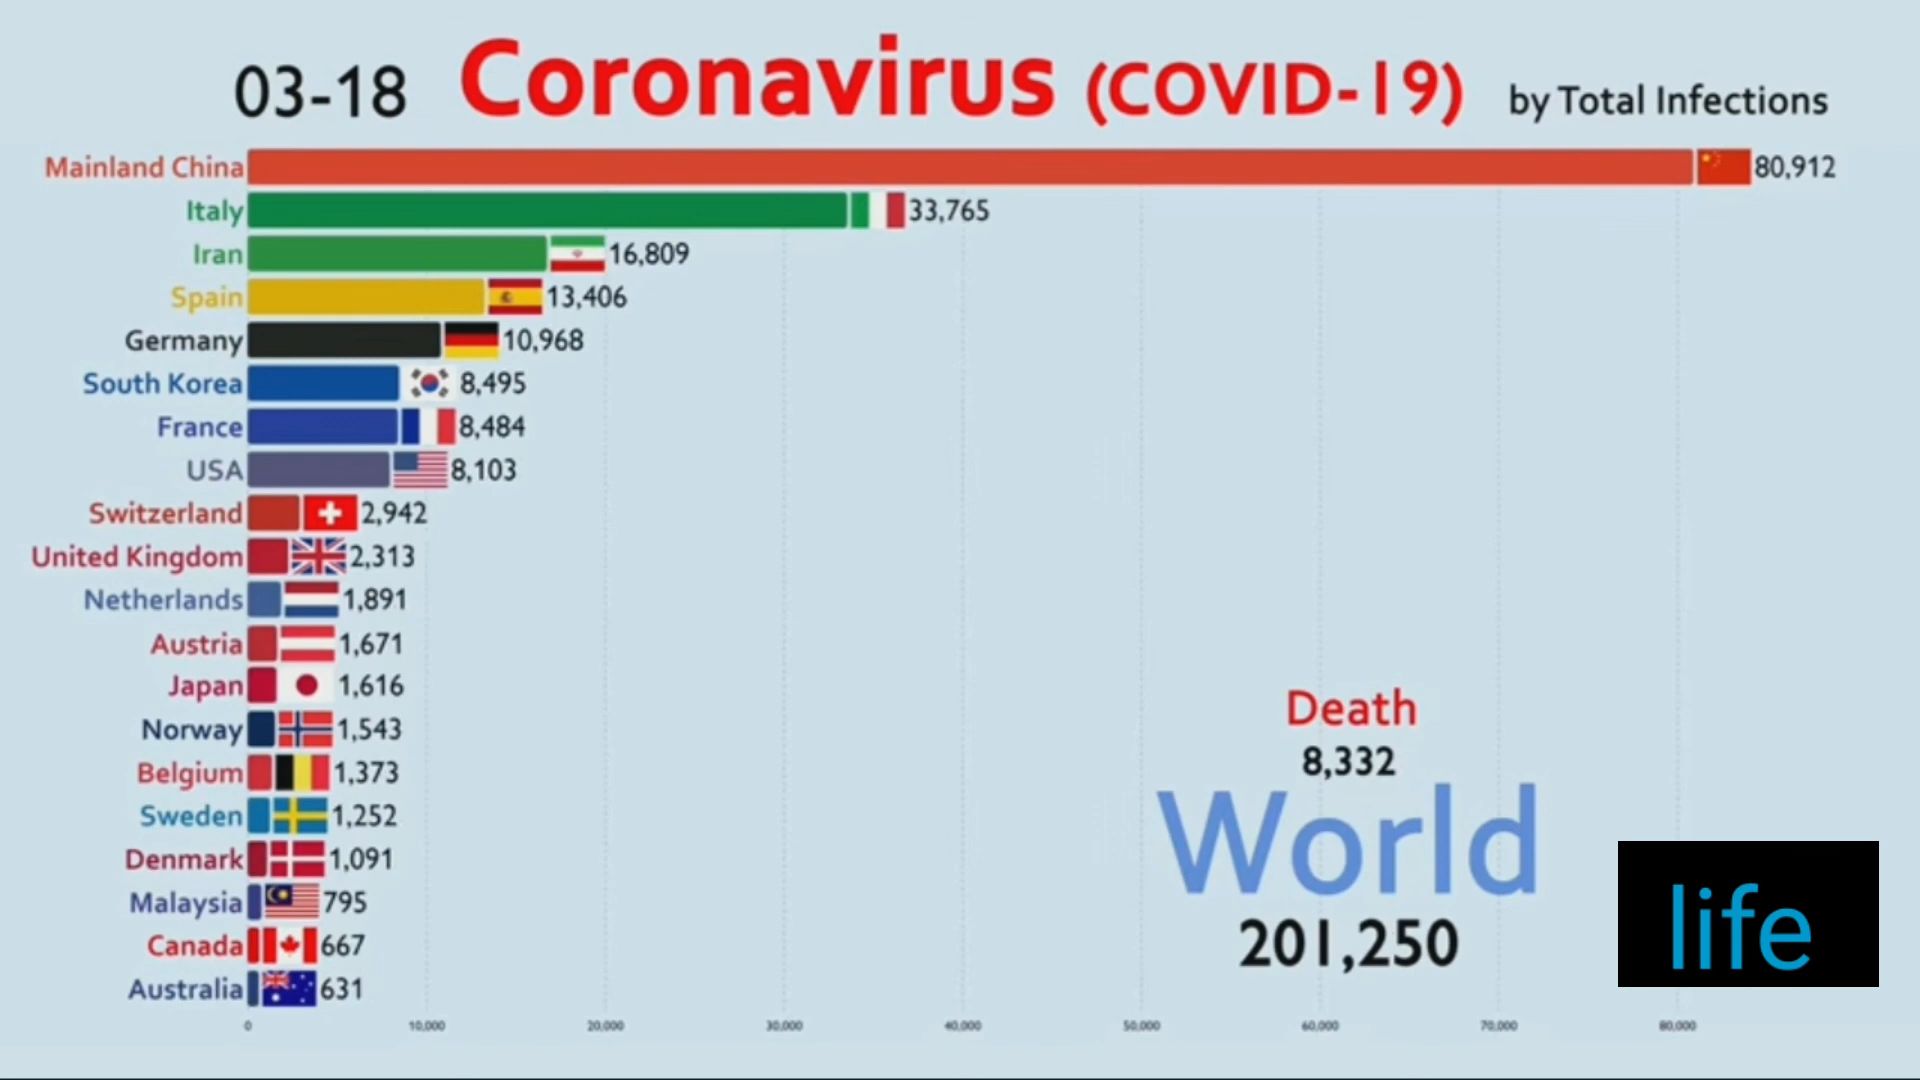 03-18 Coronavirus (COVID-19) by Total Infections
Mainland China 80,912
Italy 33,765
Iran 16,809
Spain 13,406
Germany 10,968
South Korea 8,495
France 8,484
USA 8,103
Switzerland 2,942
United Kingdom 2,313
Netherlands 1,891
Austria 1,671
Japan 1,616
Norway 1,543
Belgium 1,373
Sweden 1,252
Denmark 1,091
Malaysia 795
Canada 667
Australia 631
0 10,000 20,000 30,000 40,000 50,000 60,000 70,000 80,000
Death
8,332
World
201,250
life